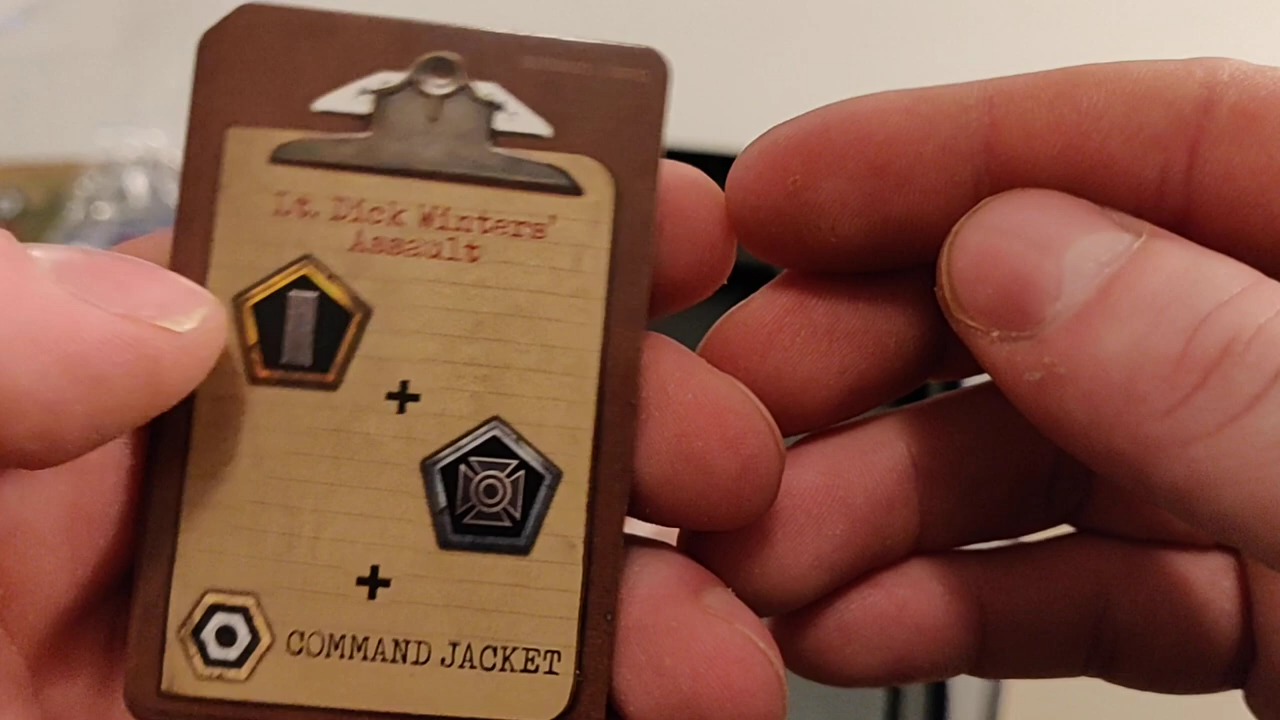 Lt. Dick Winters'
Assault
+
+
COMMAND JACKET